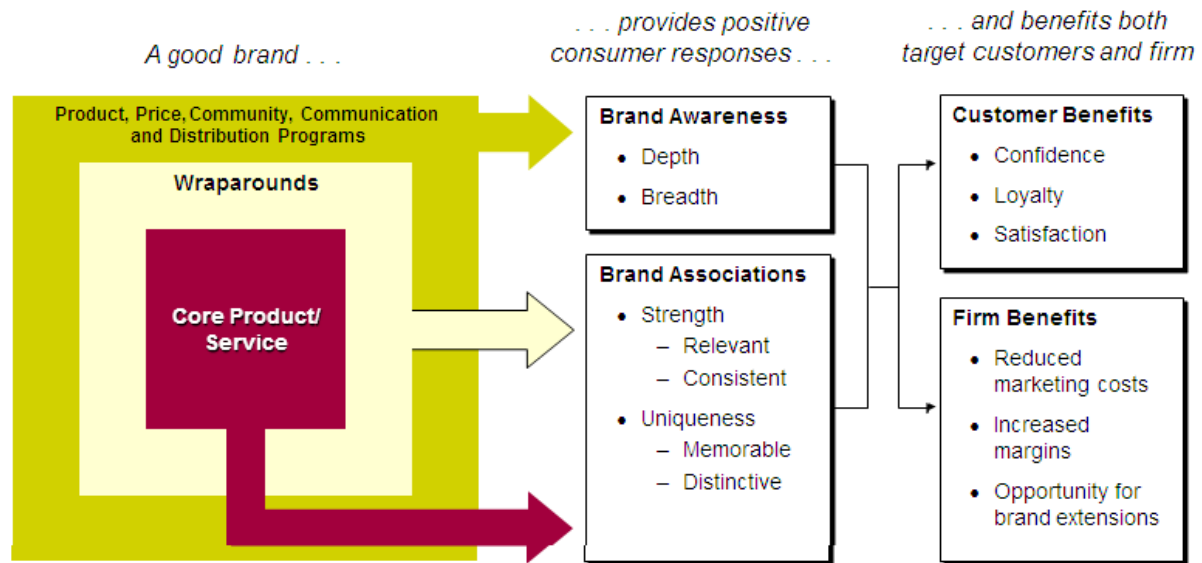 A good brand . . .
. . . provides positive
consumer responses . . .
. . . and benefits both
target customers and firm
Product, Price, Community, Communication
and Distribution Programs
Wraparounds
Core Product/
Service
Brand Awareness
• Depth
• Breadth
Brand Associations
• Strength
– Relevant
– Consistent
• Uniqueness
– Memorable
– Distinctive
Customer Benefits
• Confidence
• Loyalty
• Satisfaction
Firm Benefits
• Reduced
marketing costs
• Increased
margins
• Opportunity for
brand extensions